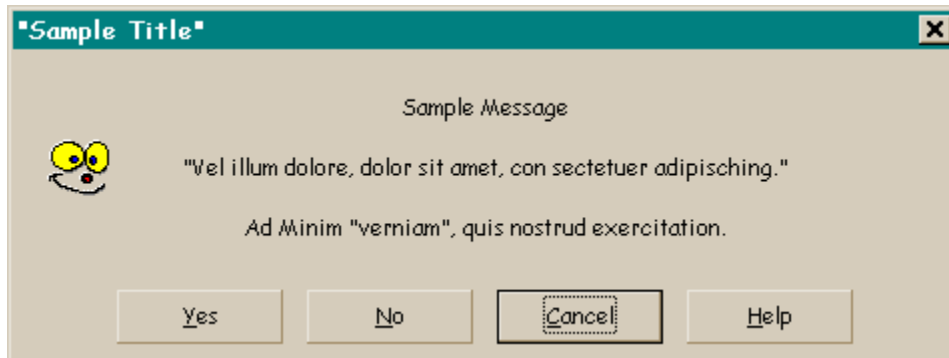 "Sample Title"
Sample Message
"Vel illum dolore, dolor sit amet, con sectetuer adipisching."
Ad Minim "verniam", quis nostrud exercitation.
Yes No Cancel Help